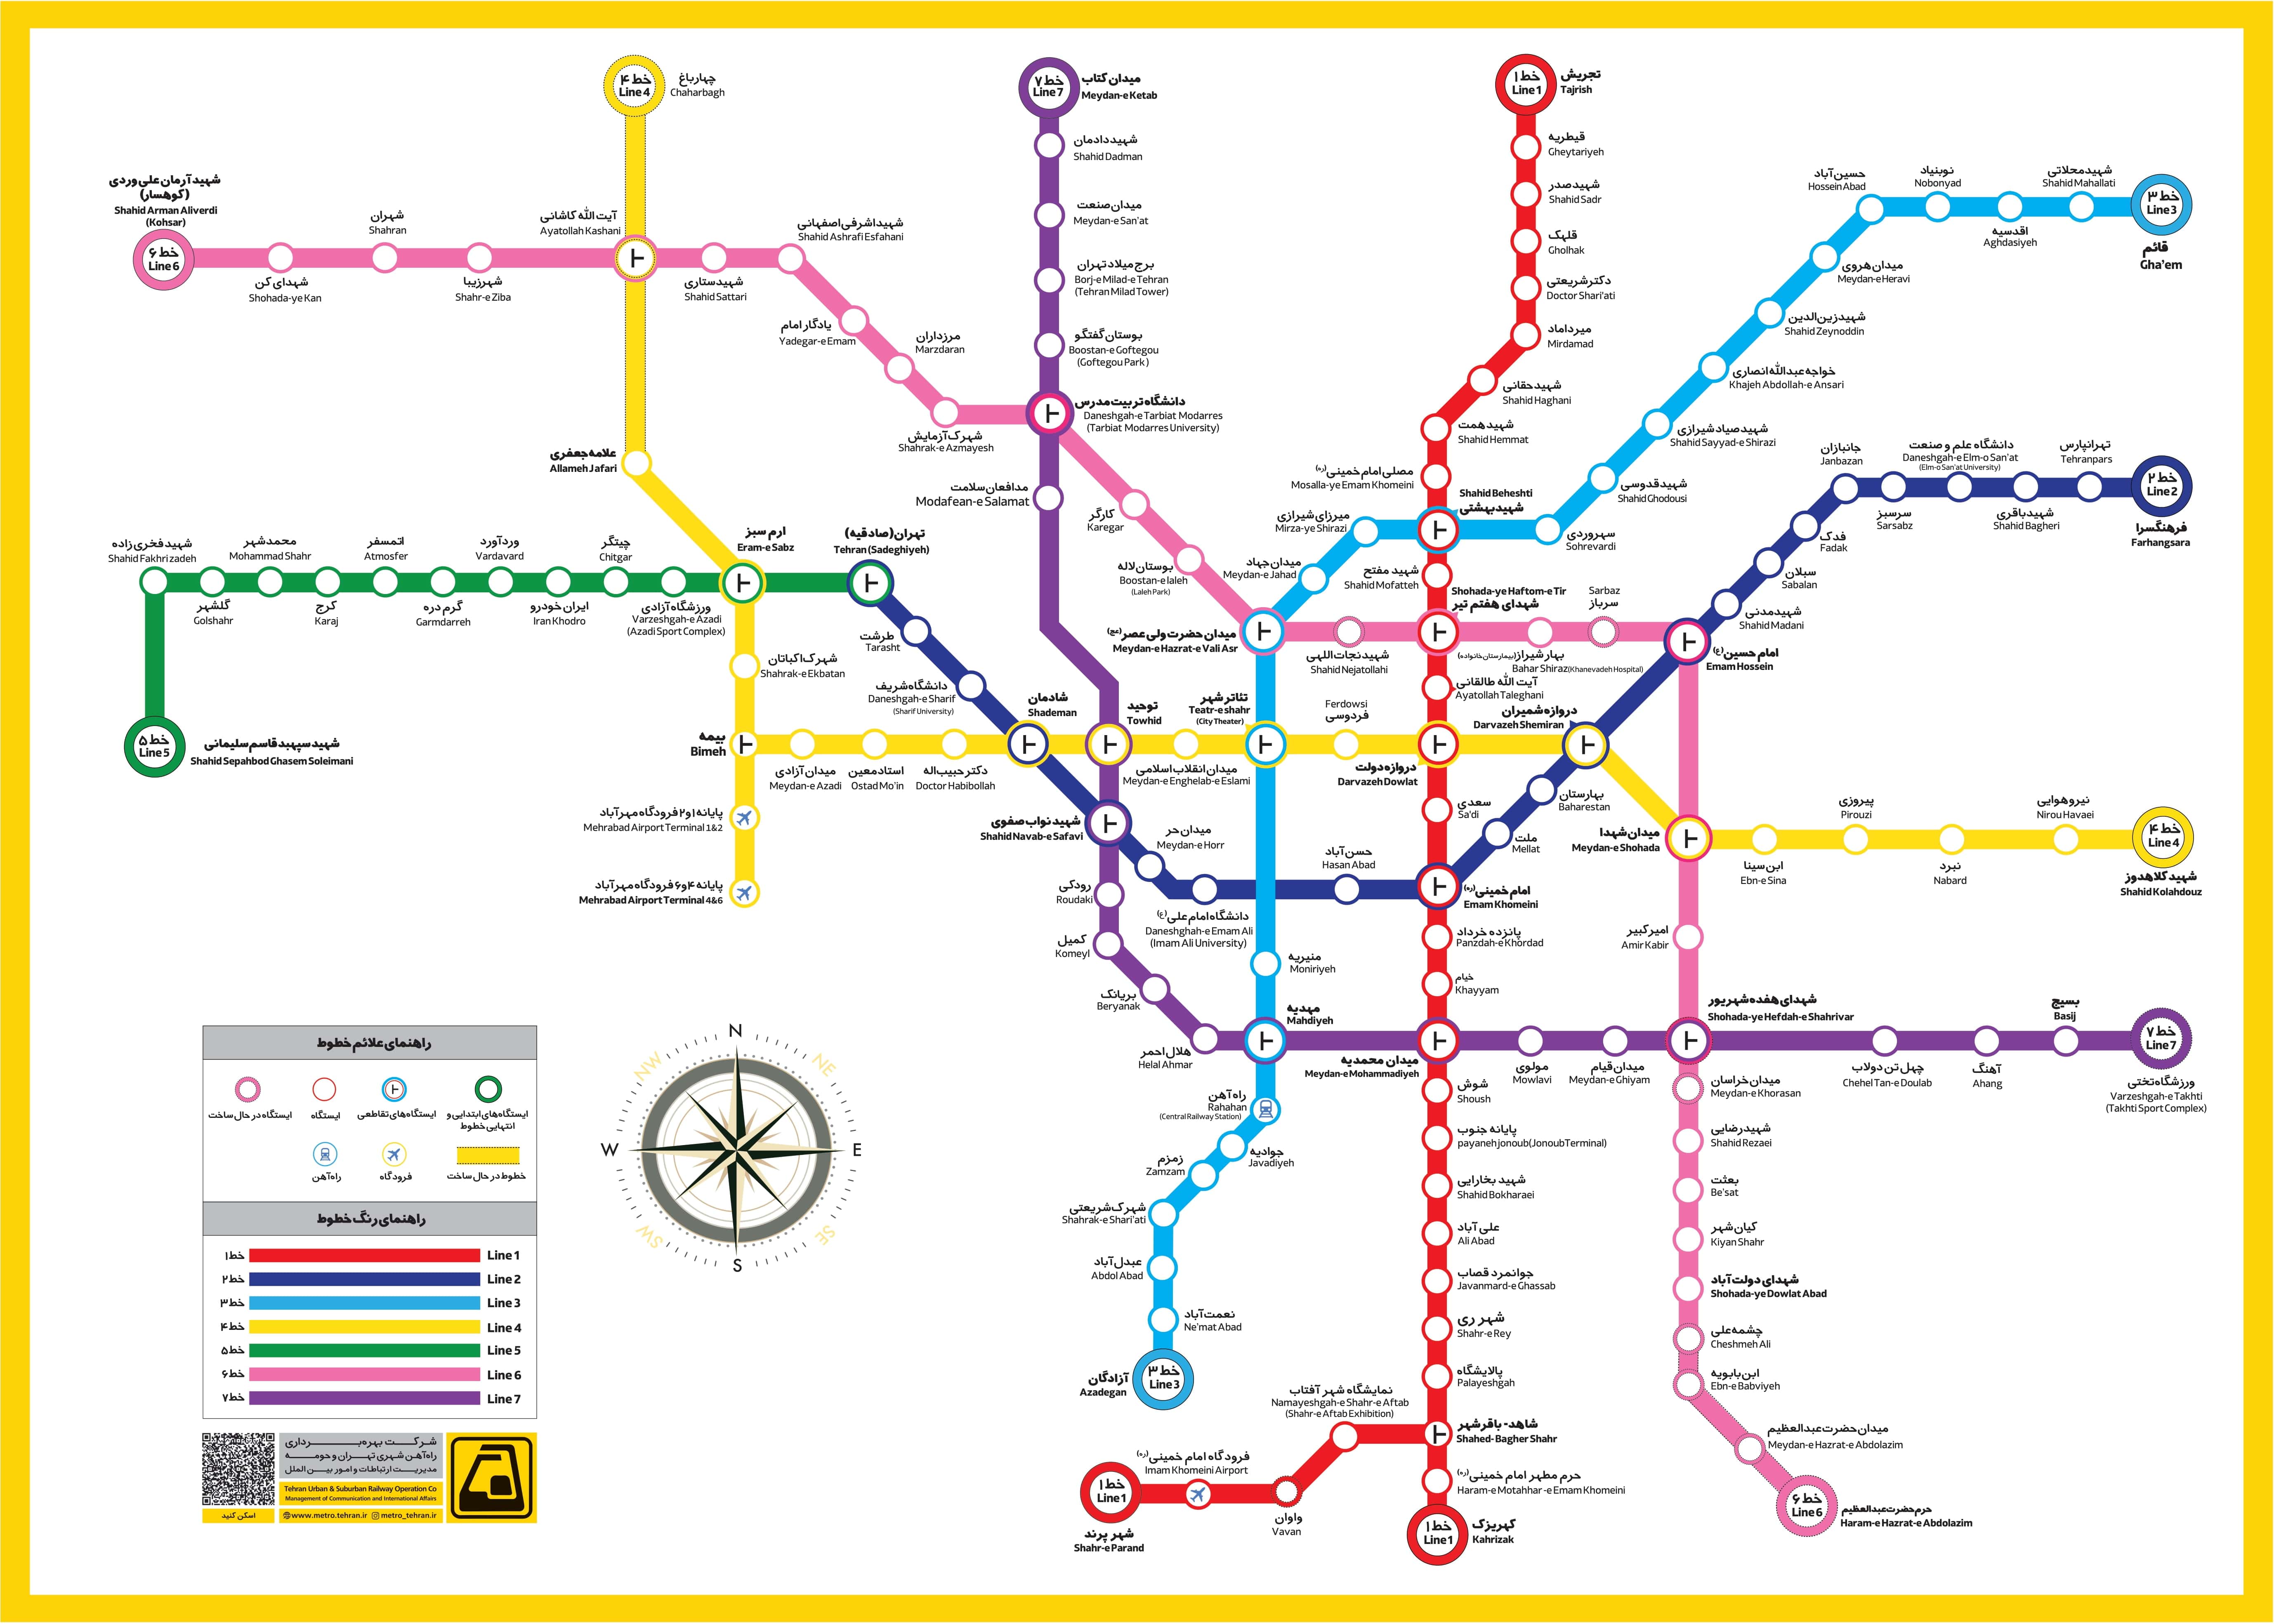 خط ۴
Line 4
چهارباغ
Chaharbagh
خط ۷
Line 7
میدان کتاب
Meydan-e Ketab
خط ۱
Line 1
تجریش
Tajrish
شهید دادمان
Shahid Dadman
میدان صنعت
Meydan-e San'at
برج میلاد تهران
Borj-e Milad-e Tehran
(Tehran Milad Tower)
بوستان گفتگو
Boostan-e Goftegou
(Goftegou Park)
قیطریه
Gheytariyeh
شهید صدر
Shahid Sadr
قلهک
Gholhak
دکتر شریعتی
Doctor Shari'ati
میرداماد
Mirdamad
شهید حقانی
Shahid Haghani
شهید همت
Shahid Hemmat
مصلی امام خمینی (ره)
Mosalla-ye Emam Khomeini
Shahid Beheshti
شهید بهشتی
شهید مفتح
Shahid Mofatteh
Shohada-ye Haftom-e Tir
شهدای هفتم تیر
آیت الله طالقانی
Ayatollah Taleghani
خط ۳
Line 3
قائم
Gha'em
شهید محلاتی
Shahid Mahallati
اقدسیه
Aghdasiyeh
نوبنیاد
Nobonyad
حسین آباد
Hossein Abad
میدان هروی
Meydan-e Heravi
شهید زین الدین
Shahid Zeynoddin
خواجه عبدالله انصاری
Khajeh Abdollah-e Ansari
شهید صیاد شیرازی
Shahid Sayyad-e Shirazi
شهید قدوسی
Shahid Ghodousi
سهروردی
Sohrevardi
میرزای شیرازی
Mirza-ye Shirazi
میدان جهاد
Meydan-e Jahad
شهید آرمان علی وردی
(کوهسار)
Shahid Arman Aliverdi
(Kohsar)
خط ۶
Line 6
شهدای کن
Shohada-ye Kan
شهران
Shahran
شهر زیبا
Shahr-e Ziba
آیت الله کاشانی
Ayatollah Kashani
شهید ستاری
Shahid Sattari
شهید اشرفی اصفهانی
Shahid Ashrafi Esfahani
یادگار امام
Yadegar-e Emam
مرزداران
Marzdaran
شهرک آزمایش
Shahrak-e Azmayesh
دانشگاه تربیت مدرس
Daneshgah-e Tarbiat Modarres
(Tarbiat Modarres University)
مدافعان سلامت
Modafean-e Salamat
کارگر
Karegar
بوستان لاله
Boostan-e laleh
(Laleh Park)
میدان حضرت ولی عصر (عج)
Meydan-e Hazrat-e Vali Asr
شهید نجات اللهی
Shahid Nejatollahi
بهار شیراز (بیمارستان خانواده)
Bahar Shiraz (Khanevadeh Hospital)
Sarbaz
سرباز
امام حسین (ع)
Emam Hossein
علامه جعفری
Allameh Jafari
خط ۲
Line 2
فرهنگسرا
Farhangsara
تهرانپارس
Tehranpars
شهید باقری
Shahid Bagheri
دانشگاه علم و صنعت
Daneshgah-e Elm-o San'at
(Elm-o San'at University)
سرسبز
Sarsabz
جانبازان
Janbazan
فدک
Fadak
سبلان
Sabalan
شهید مدنی
Shahid Madani
شهید فخری زاده
Shahid Fakhri zadeh
گلشهر
Golshahr
محمد شهر
Mohammad Shahr
کرج
Karaj
اتمسفر
Atmosfer
گرم دره
Garmdarreh
وردآورد
Vardavard
ایران خودرو
Iran Khodro
چیتگر
Chitgar
ورزشگاه آزادی
Varzeshgah-e Azadi
(Azadi Sport Complex)
ارم سبز
Eram-e Sabz
تهران (صادقیه)
Tehran (Sadeghiyeh)
خط ۵
Line 5
شهید سپهبد قاسم سلیمانی
Shahid Sepahbod Ghasem Soleimani
طرشت
Tarasht
دانشگاه شریف
Daneshgah-e Sharif
(Sharif University)
شهرک اکباتان
Shahrak-e Ekbatan
بیمه
Bimeh
میدان آزادی
Meydan-e Azadi
استاد معین
Ostad Mo'in
دکتر حبیب اله
Doctor Habibollah
شادمان
Shademan
توحید
Towhid
میدان انقلاب اسلامی
Meydan-e Enghelab-e Eslami
تئاتر شهر
Teatr-e shahr
(City Theater)
Ferdowsi
فردوسی
دروازه دولت
Darvazeh Dowlat
دروازه شمیران
Darvazeh Shemiran
پایانه ۱و۲ فرودگاه مهرآباد
Mehrabad Airport Terminal 1&2
پایانه ۴و۶ فرودگاه مهرآباد
Mehrabad Airport Terminal 4&6
شهید نواب صفوی
Shahid Navab-e Safavi
میدان حر
Meydan-e Horr
دانشگاه امام علی (ع)
Daneshghah-e Emam Ali
(Imam Ali University)
حسن آباد
Hasan Abad
سعدی
Sa'di
امام خمینی (ره)
Emam Khomeini
ملت
Mellat
بهارستان
Baharestan
میدان شهدا
Meydan-e Shohada
ابن سینا
Ebn-e Sina
پیروزی
Pirouzi
نبرد
Nabard
نیرو هوایی
Nirou Havaei
خط ۴
Line 4
شهید کلاهدوز
Shahid Kolahdouz
رودکی
Roudaki
کمیل
Komeyl
بریانک
Beryanak
هلال احمر
Helal Ahmar
منیریه
Moniriyeh
مهدیه
Mahdiyeh
پانزده خرداد
Panzdah-e Khordad
خیام
Khayyam
میدان محمدیه
Meydan-e Mohammadiyeh
مولوی
Mowlavi
میدان قیام
Meydan-e Ghiyam
امیر کبیر
Amir Kabir
شهدای هفده شهریور
Shohada-ye Hefdah-e Shahrivar
چهل تن دولاب
Chehel Tan-e Doulab
آهنگ
Ahang
بسیج
Basij
خط ۷
Line 7
ورزشگاه تختی
Varzeshgah-e Takhti
(Takhti Sport Complex)
راه آهن
Rahahan
(Central Railway Station)
جوادیه
Javadiyeh
زمزم
Zamzam
شهرک شریعتی
Shahrak-e Shari'ati
عبدل آباد
Abdol Abad
نعمت آباد
Ne'mat Abad
خط ۳
Line 3
آزادگان
Azadegan
شوش
Shoush
پایانه جنوب
payaneh jonoub(Jonoub Terminal)
شهید بخارایی
Shahid Bokharaei
علی آباد
Ali Abad
جوانمرد قصاب
Javanmard-e Ghassab
شهر ری
Shahr-e Rey
پالایشگاه
Palayeshgah
شاهد - باقرشهر
Shahed- Bagher Shahr
حرم مطهر امام خمینی (ره)
Haram-e Motahhar-e Emam Khomeini
خط ۱
Line 1
کهریزک
Kahrizak
نمایشگاه شهر آفتاب
Namayeshgah-e Shahr-e Aftab
(Shahr-e Aftab Exhibition)
واوان
Vavan
فرودگاه امام خمینی (ره)
Imam Khomeini Airport
خط ۱
Line 1
شهر پرند
Shahr-e Parand
میدان خراسان
Meydan-e Khorasan
شهید رضایی
Shahid Rezaei
بعثت
Be'sat
کیان شهر
Kiyan Shahr
شهدای دولت آباد
Shohada-ye Dowlat Abad
چشمه علی
Cheshmeh Ali
ابن بابویه
Ebn-e Babviyeh
میدان حضرت عبدالعظیم
Meydan-e Hazrat-e Abdolazim
خط ۶
Line 6
حرم حضرت عبدالعظیم
Haram-e Hazrat-e Abdolazim
N
NE
E
SE
S
SW
W
NW
راهنمای علائم خطوط
ایستگاه های ابتدایی و
انتهایی خطوط
ایستگاه های تقاطعی
ایستگاه
ایستگاه در حال ساخت
خطوط در حال ساخت
فرودگاه
راه آهن
راهنمای رنگ خطوط
خط۱ Line 1
خط۲ Line 2
خط۳ Line 3
خط۴ Line 4
خط۵ Line 5
خط۶ Line 6
خط۷ Line 7
شرکت بهره برداری
راه آهن شهری تهران و حومه
مدیریت ارتباطات و امور بین الملل
Tehran Urban & Suburban Railway Operation Co
Management of Communication and International Affairs
اسکن کنید
www.metro.tehran.ir metro_tehran.ir